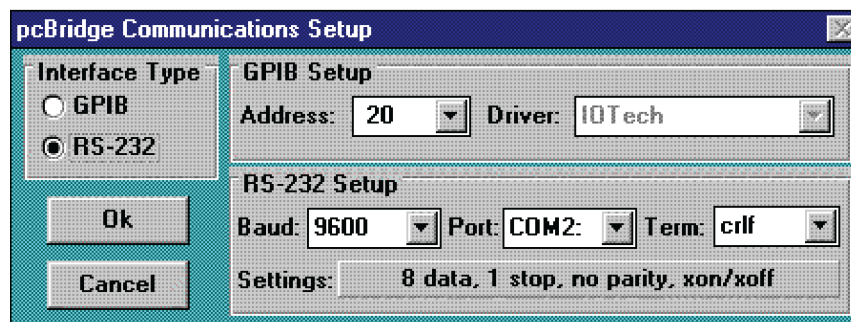 pcBridge Communications Setup
Interface Type
GPIB
RS-232
Ok
Cancel
GPIB Setup
Address: 20 Driver: IOTech
RS-232 Setup
Baud: 9600 Port: COM2: Term: crlf
Settings: 8 data, 1 stop, no parity, xon/xoff